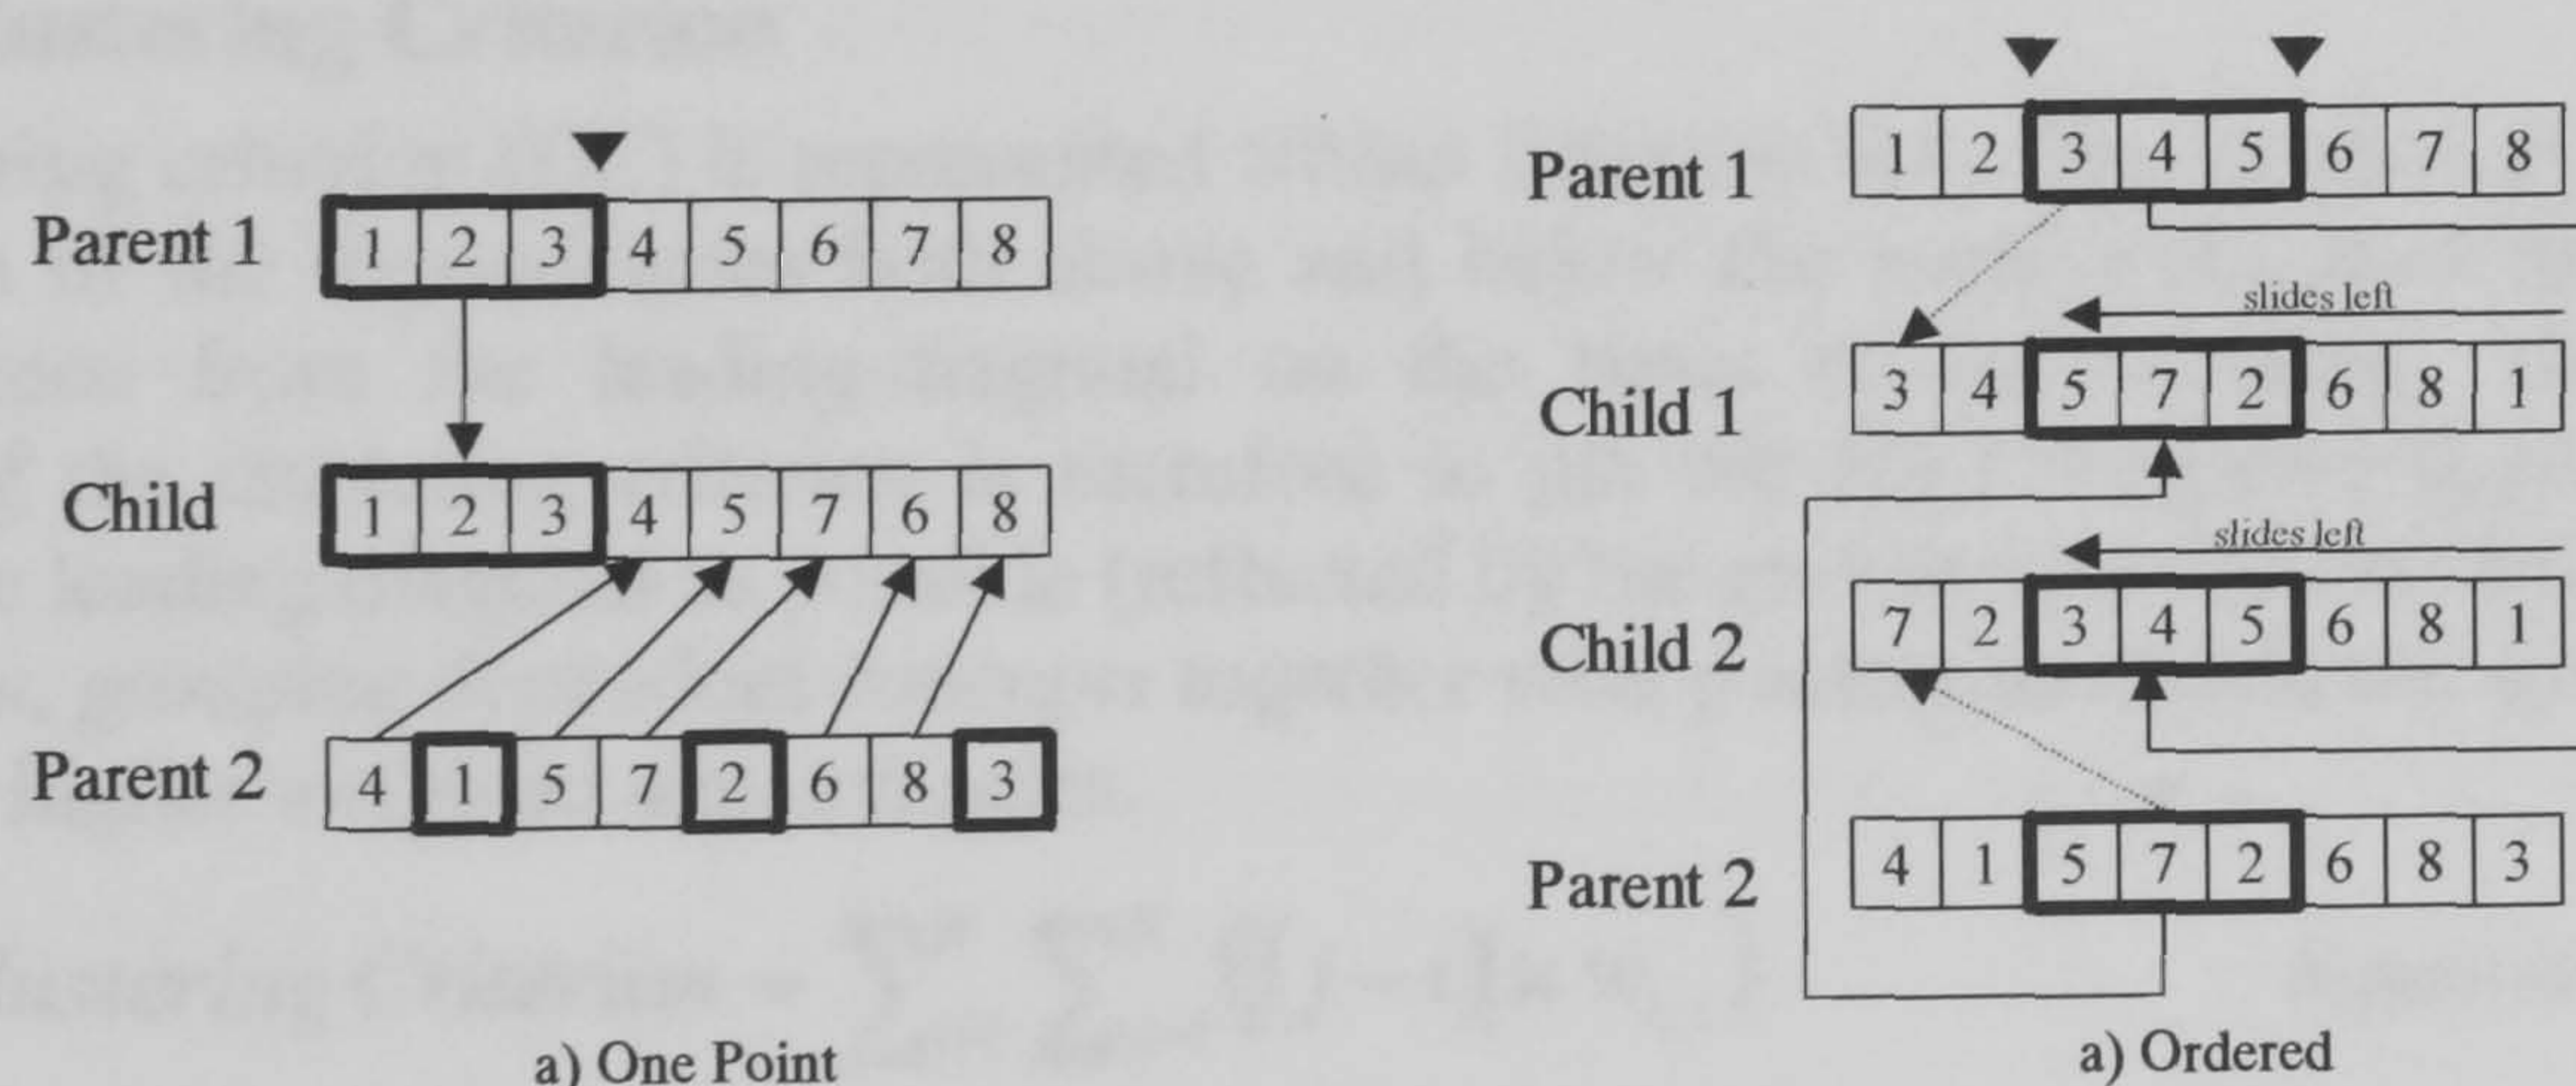 Parent 1
1 2 3 4 5 6 7 8
Child
1 2 3 4 5 7 6 8
Parent 2
4 1 5 7 2 6 8 3
a) One Point
Parent 1
1 2 3 4 5 6 7 8
slides left
Child 1
3 4 5 7 2 6 8 1
slides left
Child 2
7 2 3 4 5 6 8 1
Parent 2
4 1 5 7 2 6 8 3
a) Ordered